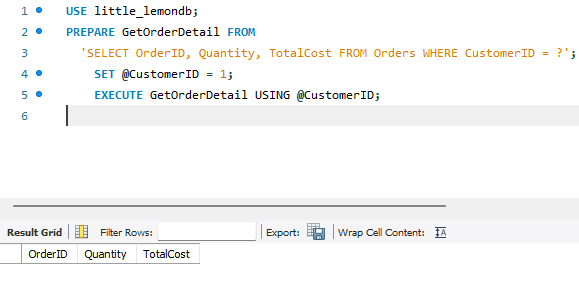 1 USE little_lemondb;
2 PREPARE GetOrderDetail FROM
3 'SELECT OrderID, Quantity, TotalCost FROM Orders WHERE CustomerID = ?';
4 SET @CustomerID = 1;
5 EXECUTE GetOrderDetail USING @CustomerID;
6
Result Grid Filter Rows: Export: Wrap Cell Content: IA
OrderID Quantity TotalCost